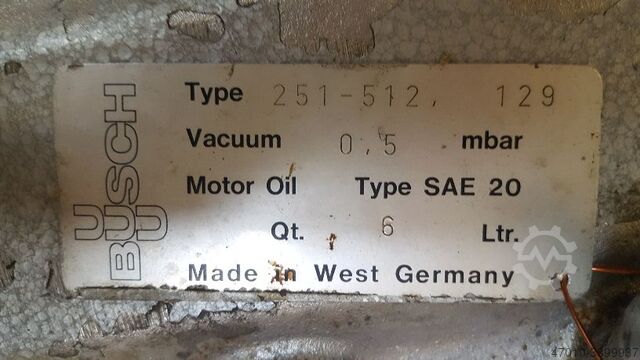 BUSCH
Type 251-512, 129
Vacuum 0,5 mbar
Motor Oil Type SAE 20
Qt. 6 Ltr.
Made in West Germany